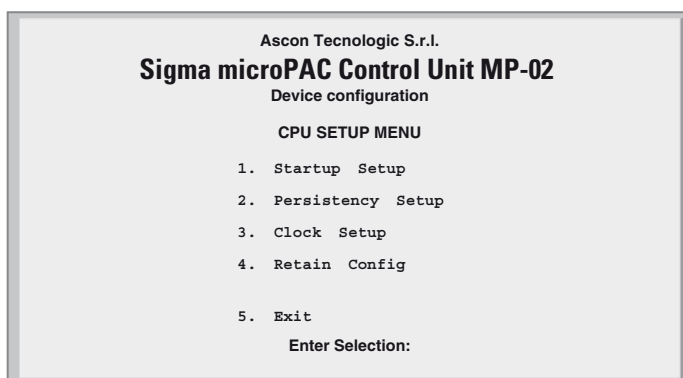 Ascon Tecnologic S.r.l.
Sigma microPAC Control Unit MP-02
Device configuration
CPU SETUP MENU
1. Startup Setup
2. Persistency Setup
3. Clock Setup
4. Retain Config
5. Exit
Enter Selection: